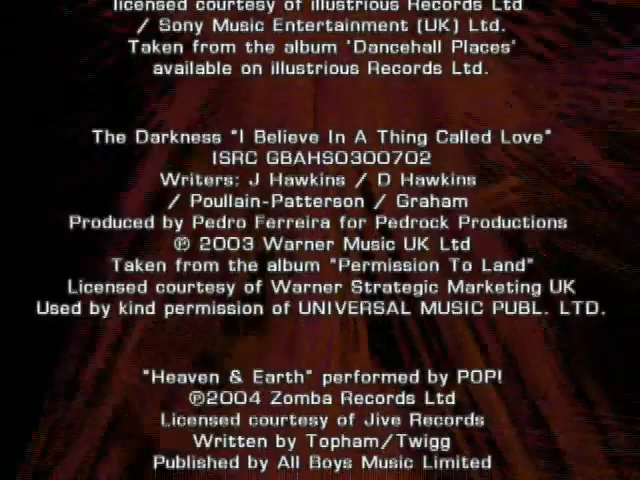 licensed courtesy of illustrious Records Ltd
/ Sony Music Entertainment (UK) Ltd.
Taken from the album 'Dancehall Places'
available on illustrious Records Ltd.
The Darkness "I Believe In A Thing Called Love"
ISRC GBAHS0300702
Writers: J Hawkins / D Hawkins
/ Poullain-Patterson / Graham
Produced by Pedro Ferreira for Pedrock Productions
℗ 2003 Warner Music UK Ltd
Taken from the album "Permission To Land"
Licensed courtesy of Warner Strategic Marketing UK
Used by kind permission of UNIVERSAL MUSIC PUBL. LTD.
"Heaven & Earth" performed by POP!
℗2004 Zomba Records Ltd
Licensed courtesy of Jive Records
Written by Topham/Twigg
Published by All Boys Music Limited